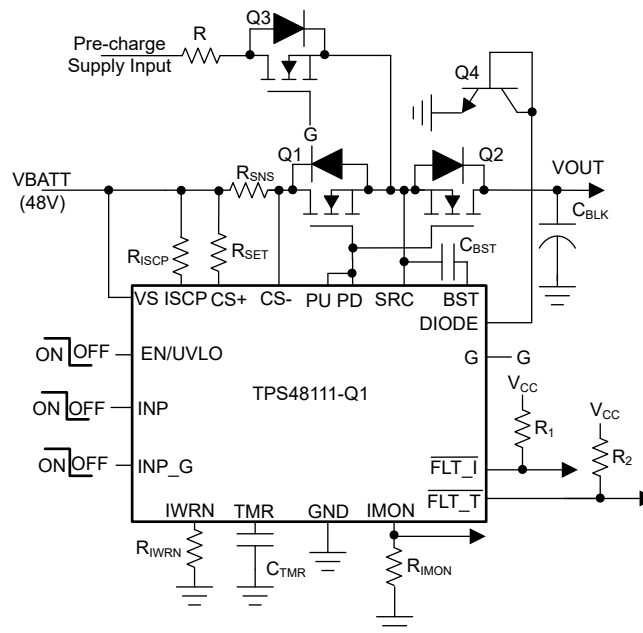 Q3
Pre-charge
Supply Input
R
Q4
G
Q1
Q2
VBATT
(48V)
RSNS
VOUT
CBLK
RISCP
RSET
CBST
VS
ISCP
CS+
CS-
PU
PD
SRC
BST
DIODE
ON
OFF
EN/UVLO
G
G
TPS48111-Q1
VCC
ON
OFF
INP
R1
VCC
R2
ON
OFF
INP_G
FLT_I
FLT_T
IWRN
TMR
GND
IMON
RIWRN
CTMR
RIMON